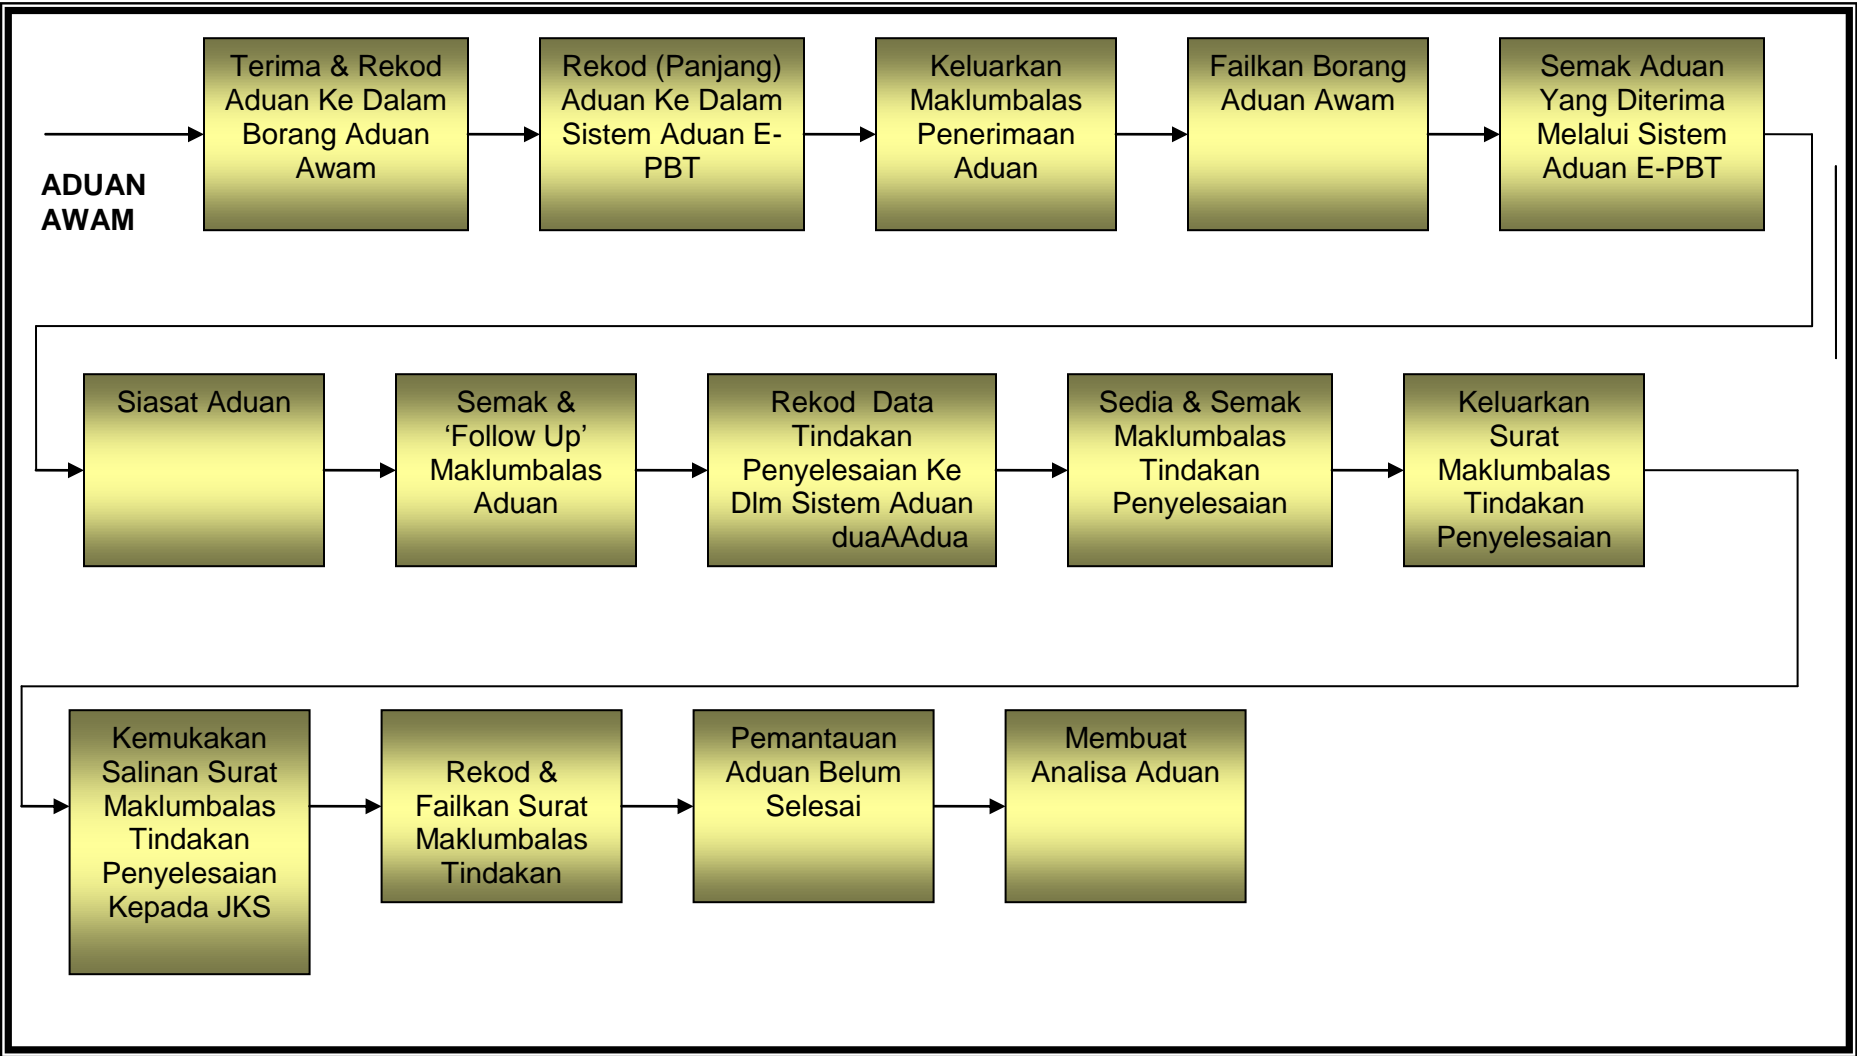 ADUAN
AWAM
Terima & Rekod
Aduan Ke Dalam
Borang Aduan
Awam
Rekod (Panjang)
Aduan Ke Dalam
Sistem Aduan E-
PBT
Keluarkan
Maklumbalas
Penerimaan
Aduan
Failkan Borang
Aduan Awam
Semak Aduan
Yang Diterima
Melalui Sistem
Aduan E-PBT
Siasat Aduan
Semak &
‘Follow Up’
Maklumbalas
Aduan
Rekod  Data
Tindakan
Penyelesaian Ke
Dlm Sistem Aduan
duaAAdua
Sedia & Semak
Maklumbalas
Tindakan
Penyelesaian
Keluarkan
Surat
Maklumbalas
Tindakan
Penyelesaian
Kemukakan
Salinan Surat
Maklumbalas
Tindakan
Penyelesaian
Kepada JKS
Rekod &
Failkan Surat
Maklumbalas
Tindakan
Pemantauan
Aduan Belum
Selesai
Membuat
Analisa Aduan